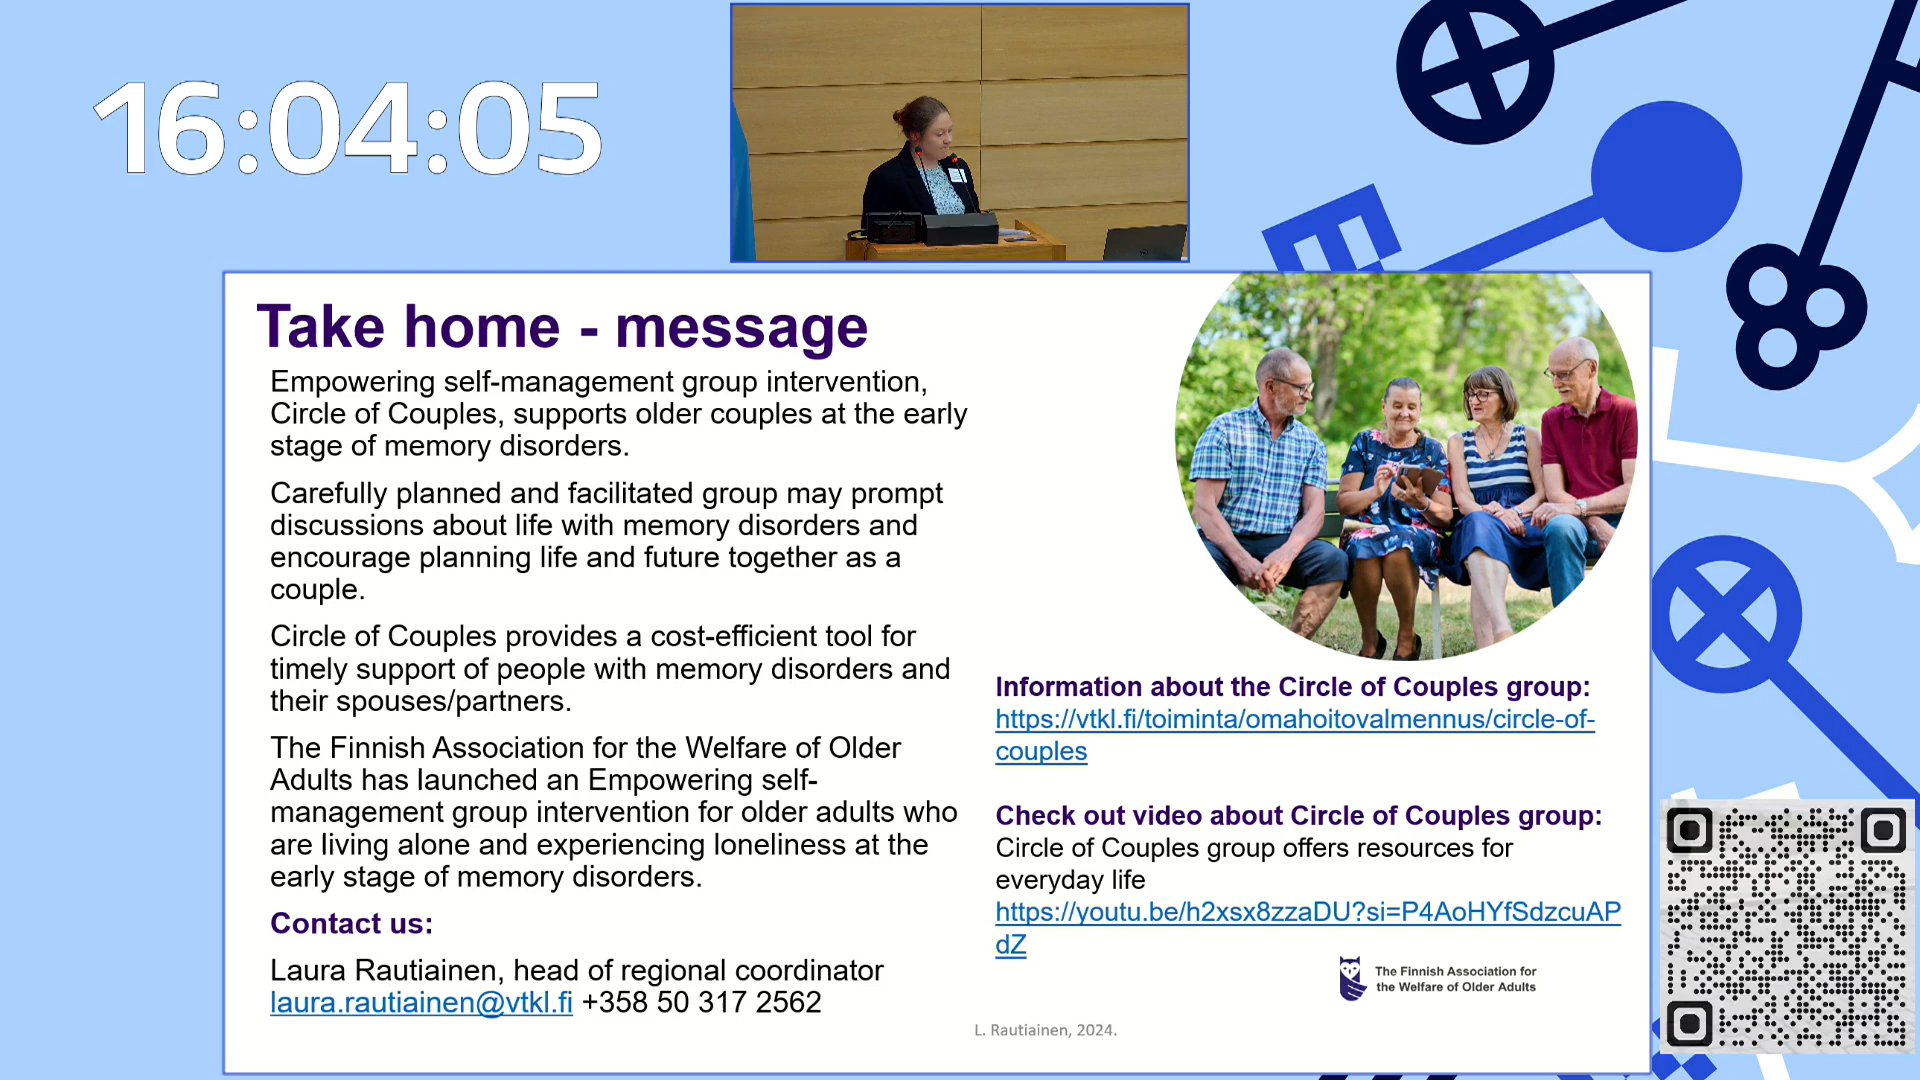 16:04:05
Take home - message
Empowering self-management group intervention,
Circle of Couples, supports older couples at the early
stage of memory disorders.
Carefully planned and facilitated group may prompt
discussions about life with memory disorders and
encourage planning life and future together as a
couple.
Circle of Couples provides a cost-efficient tool for
timely support of people with memory disorders and
their spouses/partners.
The Finnish Association for the Welfare of Older
Adults has launched an Empowering self-
management group intervention for older adults who
are living alone and experiencing loneliness at the
early stage of memory disorders.
Contact us:
Laura Rautiainen, head of regional coordinator
laura.rautiainen@vtkl.fi +358 50 317 2562
Information about the Circle of Couples group:
https://vtkl.fi/toiminta/omahoitovalmennus/circle-of-
couples
Check out video about Circle of Couples group:
Circle of Couples group offers resources for
everyday life
https://youtu.be/h2xsx8zzaDU?si=P4AoHYfSdzcuAP
dZ
The Finnish Association for
the Welfare of Older Adults
L. Rautiainen, 2024.